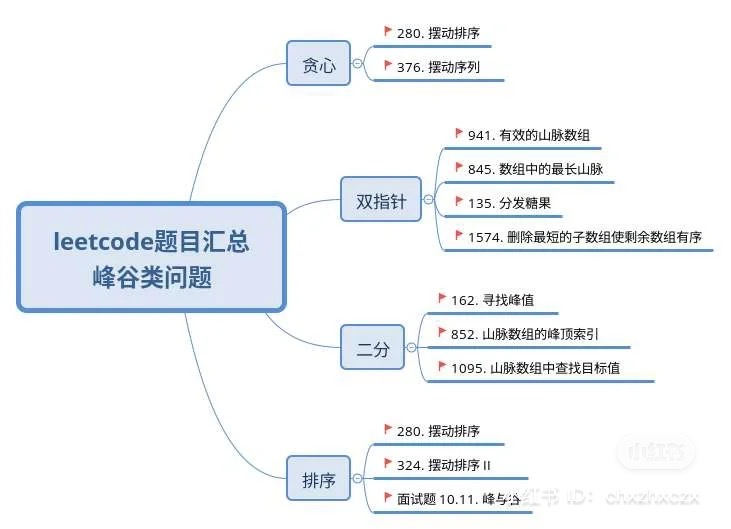 leetcode题目汇总
峰谷类问题
贪心
280. 摆动排序
376. 摆动序列
双指针
941. 有效的山脉数组
845. 数组中的最长山脉
135. 分发糖果
1574. 删除最短的子数组使剩余数组有序
二分
162. 寻找峰值
852. 山脉数组的峰顶索引
1095. 山脉数组中查找目标值
排序
280. 摆动排序
324. 摆动排序 II
面试题 10.11. 峰与谷
小红书
小红书 ID: chxzhxczx